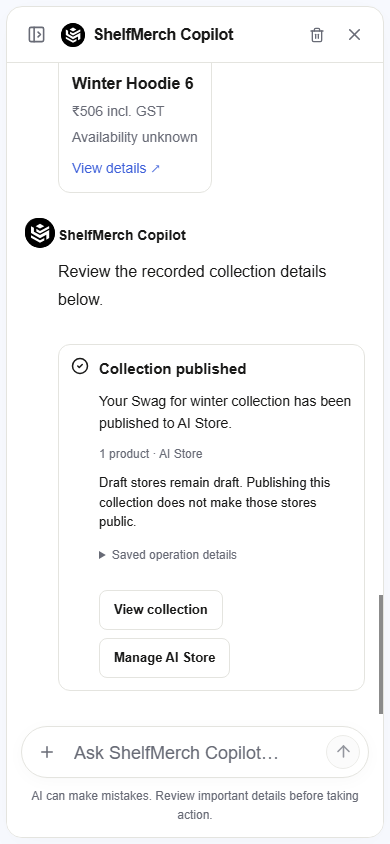 ShelfMerch Copilot
Winter Hoodie 6
₹506 incl. GST
Availability unknown
View details ↗
ShelfMerch Copilot
Review the recorded collection details
below.
Collection published
Your Swag for winter collection has been
published to AI Store.
1 product · AI Store
Draft stores remain draft. Publishing this
collection does not make those stores
public.
▶ Saved operation details
View collection
Manage AI Store
Ask ShelfMerch Copilot…
AI can make mistakes. Review important details before taking
action.